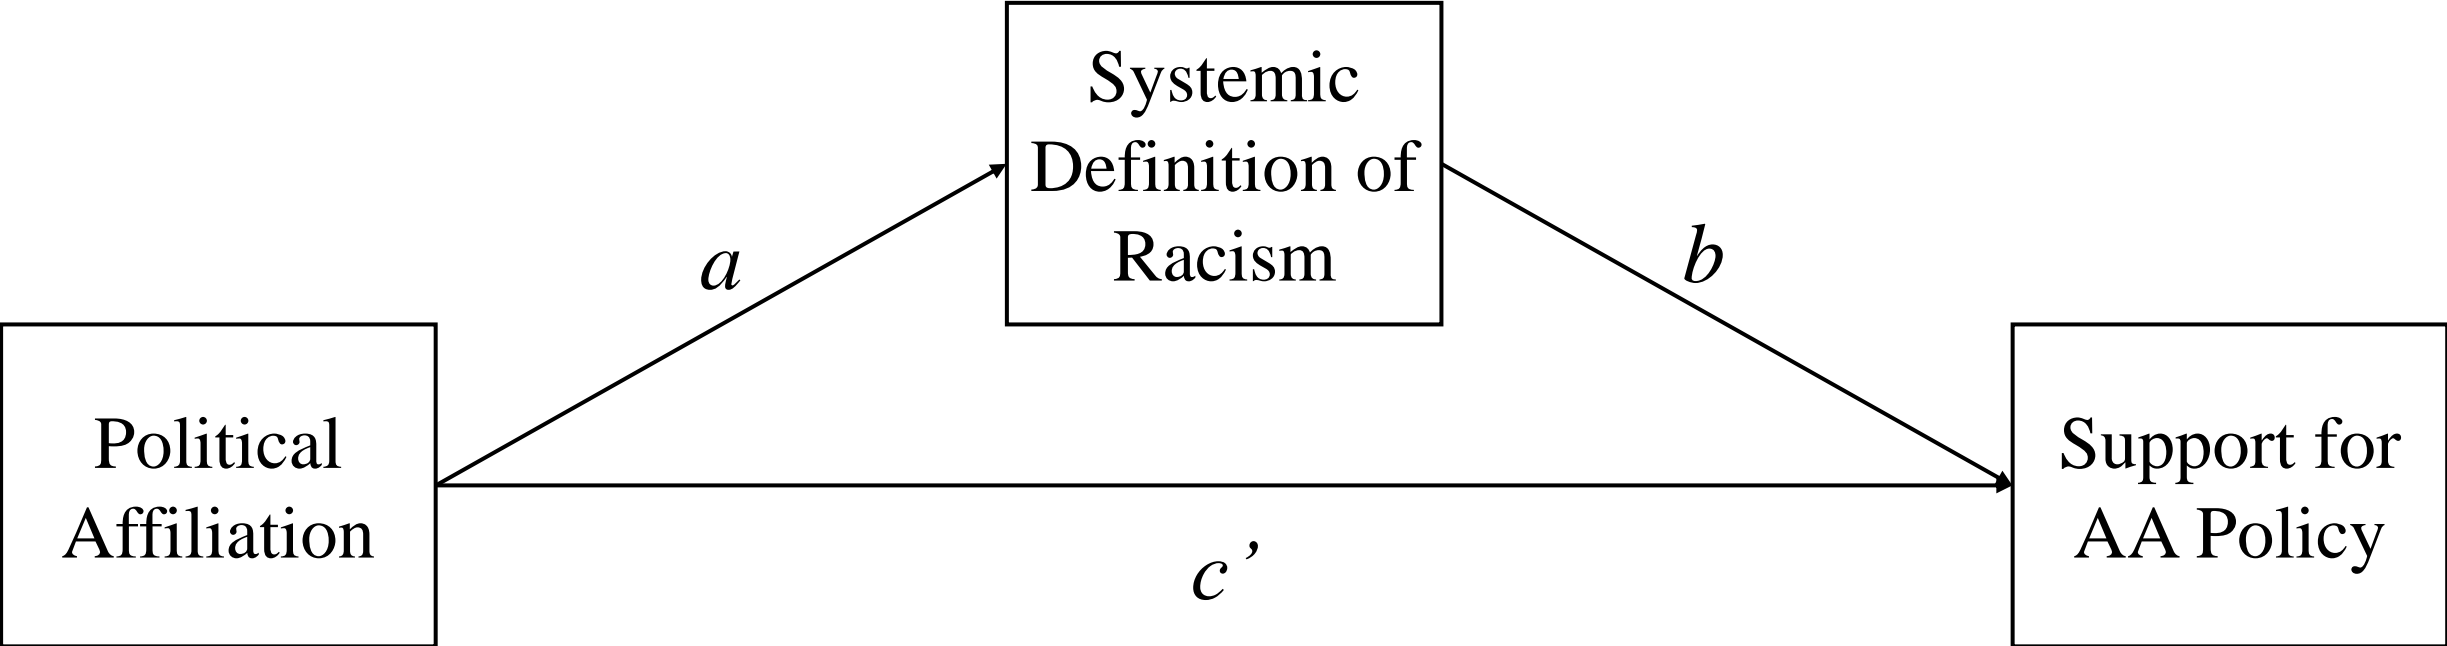 Systemic
Definition of
Racism
a
b
Political
Affiliation
Support for
AA Policy
c’